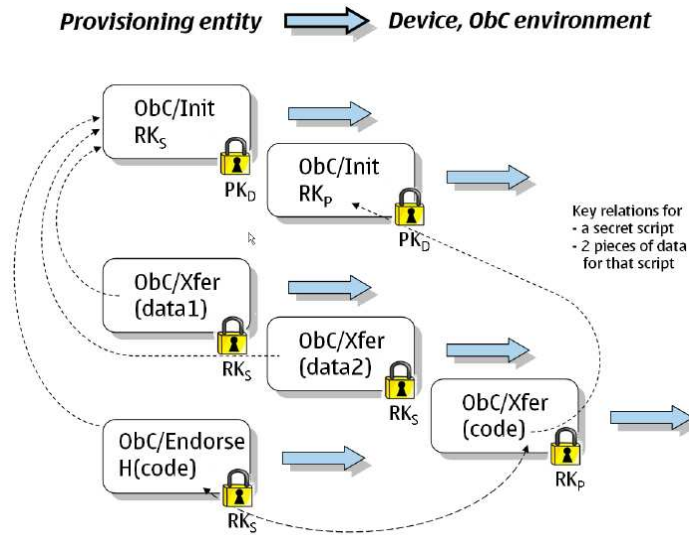 Provisioning entity
Device, ObC environment
ObC/Init
RKS
PKD
ObC/Init
RKP
PKD
Key relations for
- a secret script
- 2 pieces of data
for that script
ObC/Xfer
(data1)
RKS
ObC/Xfer
(data2)
RKS
ObC/Xfer
(code)
RKP
ObC/Endorse
H(code)
RKS